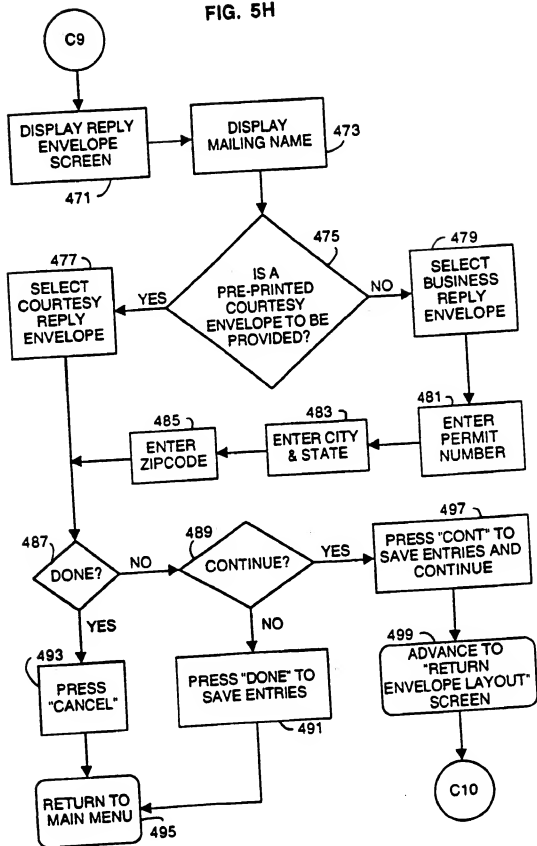 FIG. 5H
C9
DISPLAY REPLY
ENVELOPE
SCREEN
471
DISPLAY
MAILING NAME
473
475
IS A
PRE-PRINTED
COURTESY
ENVELOPE TO BE
PROVIDED?
YES
NO
477
SELECT
COURTESY
REPLY
ENVELOPE
479
SELECT
BUSINESS
REPLY
ENVELOPE
481
ENTER
PERMIT
NUMBER
483
ENTER CITY
& STATE
485
ENTER
ZIPCODE
487
DONE?
NO
YES
489
CONTINUE?
YES
NO
497
PRESS "CONT" TO
SAVE ENTRIES AND
CONTINUE
499
ADVANCE TO
"RETURN
ENVELOPE LAYOUT"
SCREEN
C10
493
PRESS
"CANCEL"
PRESS "DONE" TO
SAVE ENTRIES
491
RETURN TO
MAIN MENU
495